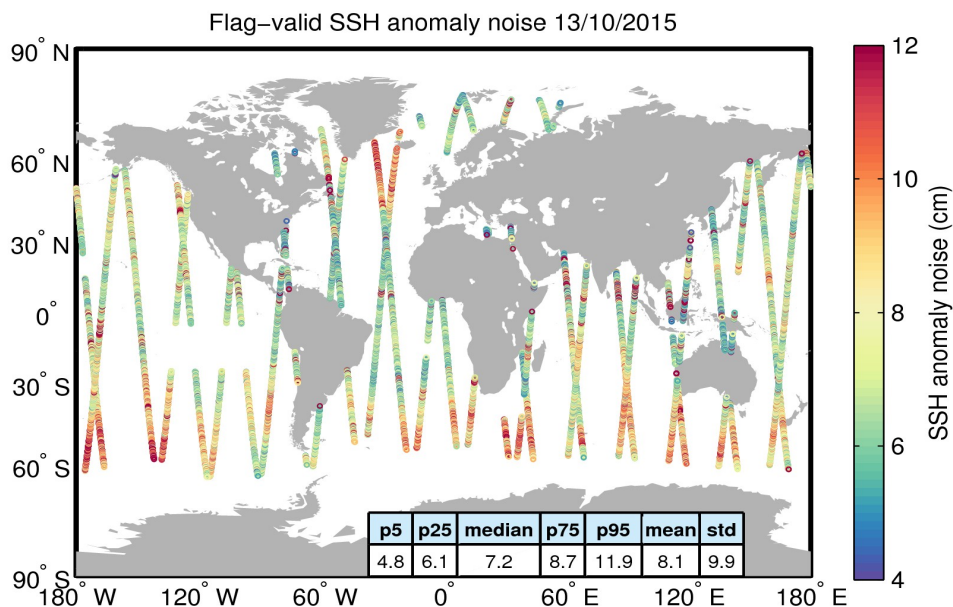 Flag−valid SSH anomaly noise 13/10/2015
90° N
60° N
30° N
0°
30° S
60° S
90° S
180° W
120° W
60° W
0°
60° E
120° E
180° E
p5 p25 median p75 p95 mean std
4.8 6.1 7.2 8.7 11.9 8.1 9.9
12
10
8
6
4
SSH anomaly noise (cm)